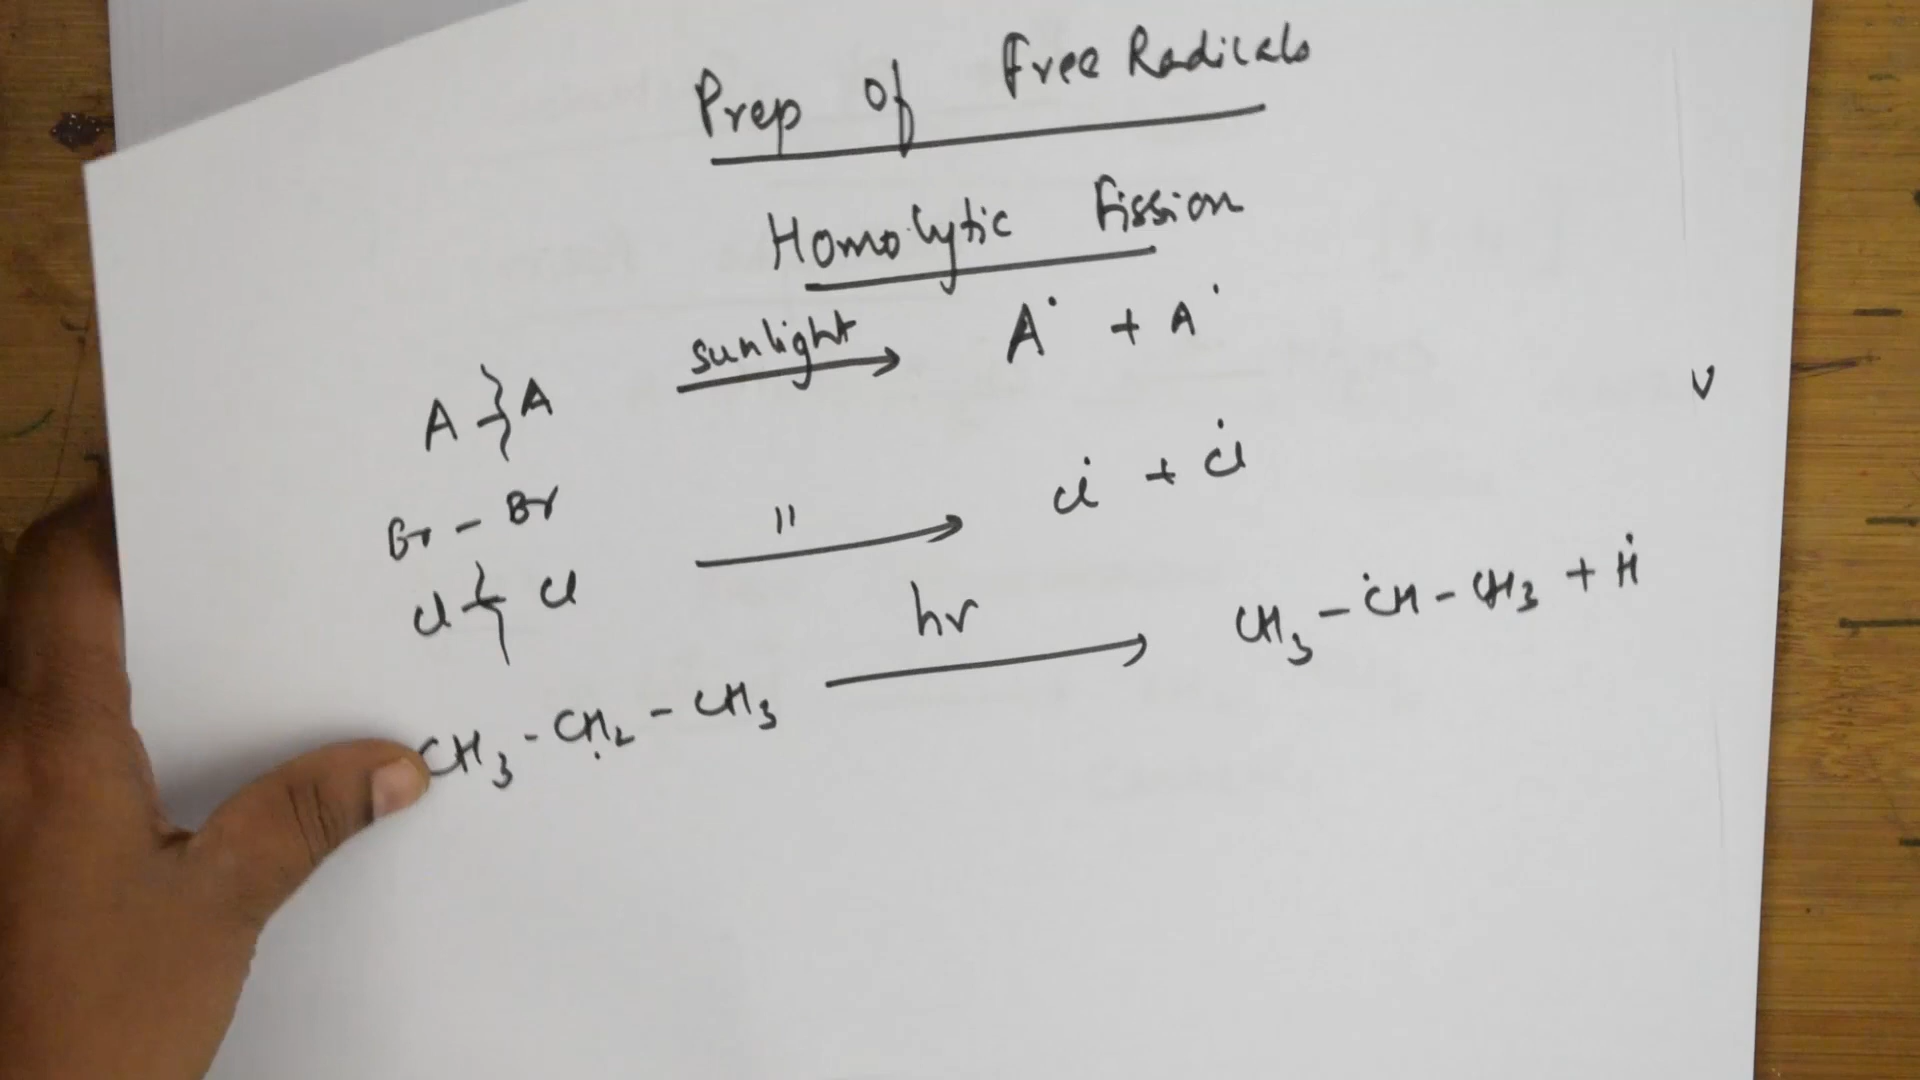 Prep of Free Radicals
Homolytic Fission
A-A sunlight → A˙ + A˙
Br - Br
Cl-Cl " → Cl˙ + Cl˙
CH3 - CH2 - CH3 hν → CH3 - ĊH - CH3 + Ḣ
V